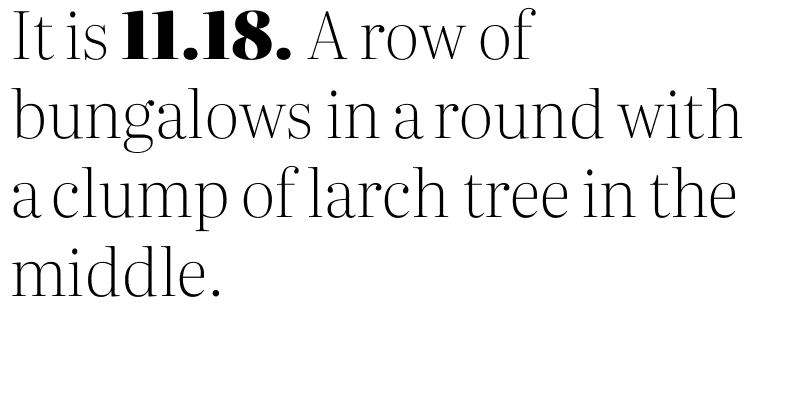 It is 11.18. A row of
bungalows in a round with
a clump of larch tree in the
middle.